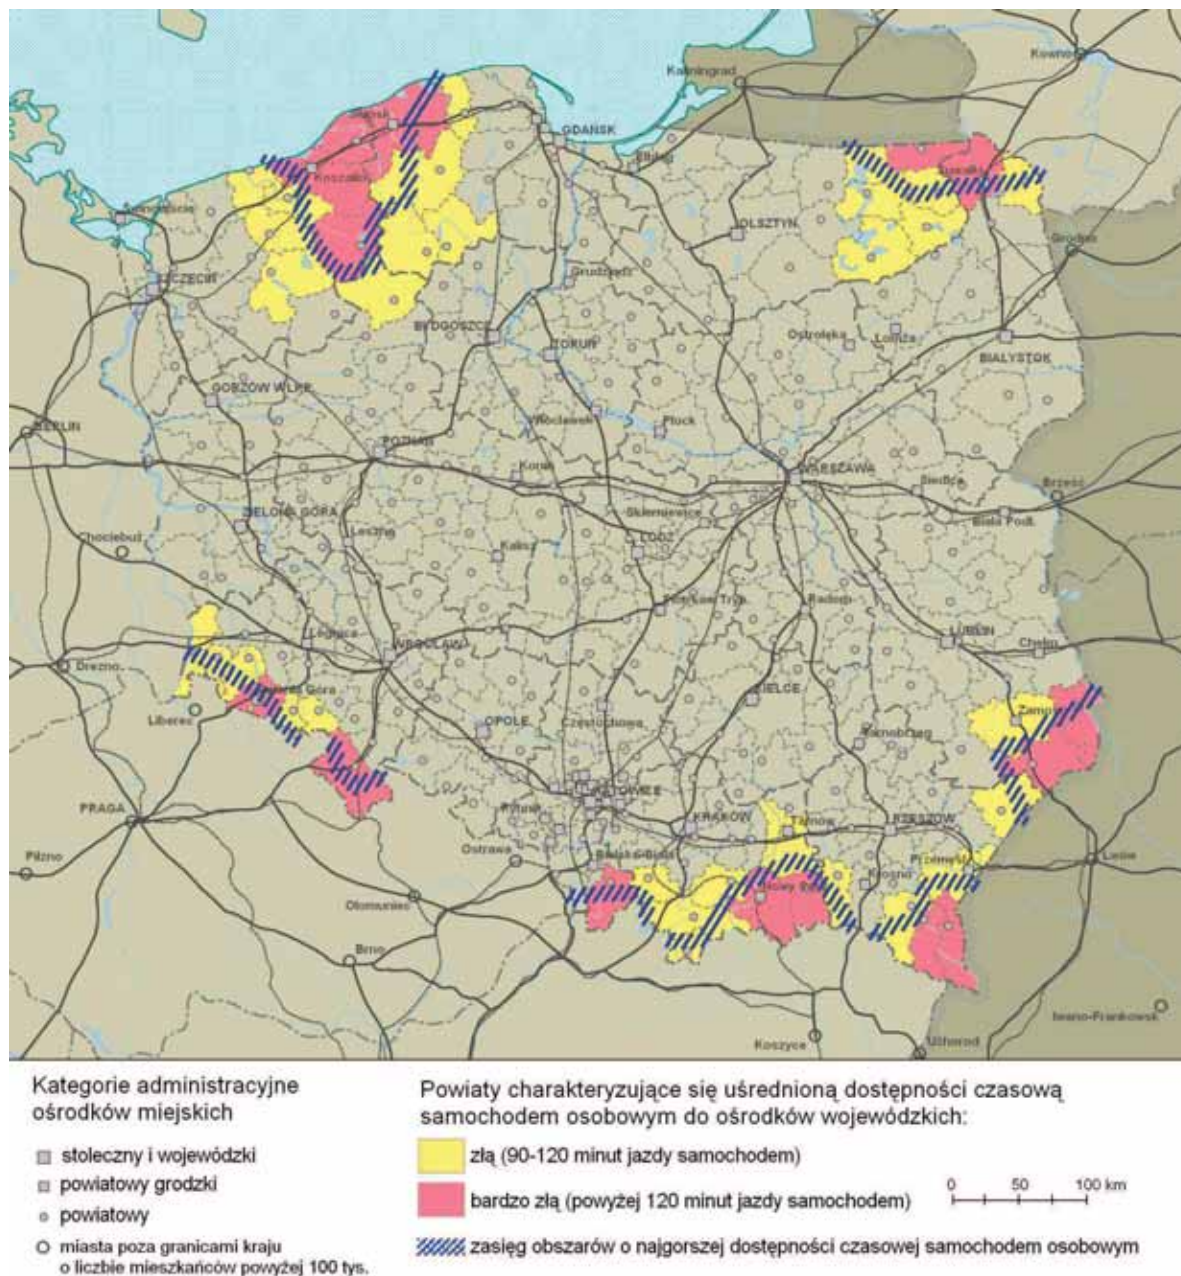 Kaliningrad
Kowno
Słupsk
GDAŃSK
Elbląg
Koszalin
Suwałki
Świnoujście
OLSZTYN
Grodno
SZCZECIN
Grudziądz
BYDGOSZCZ
Ostrołęka
Łomża
TORUŃ
BIAŁYSTOK
GORZÓW WLKP.
Włocławek
Płock
BERLIN
POZNAŃ
Konin
WARSZAWA
Siedlce
Brześć
ZIELONA GÓRA
Skierniewice
Biała Podl.
Chociebuż
Leszno
Kalisz
ŁÓDŹ
Piotrków Tryb.
Radom
Legnica
WROCŁAW
LUBLIN
Chełm
Drezno
Jelenia Góra
KIELCE
Liberec
Zamość
OPOLE
Częstochowa
Tarnobrzeg
PRAGA
KATOWICE
Rybnik
KRAKÓW
Tarnów
RZESZÓW
Pilzno
Ostrawa
Bielsko-Biała
Przemyśl
Lwów
Krosno
Nowy Sącz
Ołomuniec
Brno
Iwano-Frankowsk
Koszyce
Użhorod
Kategorie administracyjne
ośrodków miejskich
stołeczny i wojewódzki
powiatowy grodzki
powiatowy
miasta poza granicami kraju
o liczbie mieszkańców powyżej 100 tys.
Powiaty charakteryzujące się uśrednioną dostępności czasową
samochodem osobowym do ośrodków wojewódzkich:
złą (90-120 minut jazdy samochodem)
bardzo złą (powyżej 120 minut jazdy samochodem)
0 50 100 km
zasięg obszarów o najgorszej dostępności czasowej samochodem osobowym